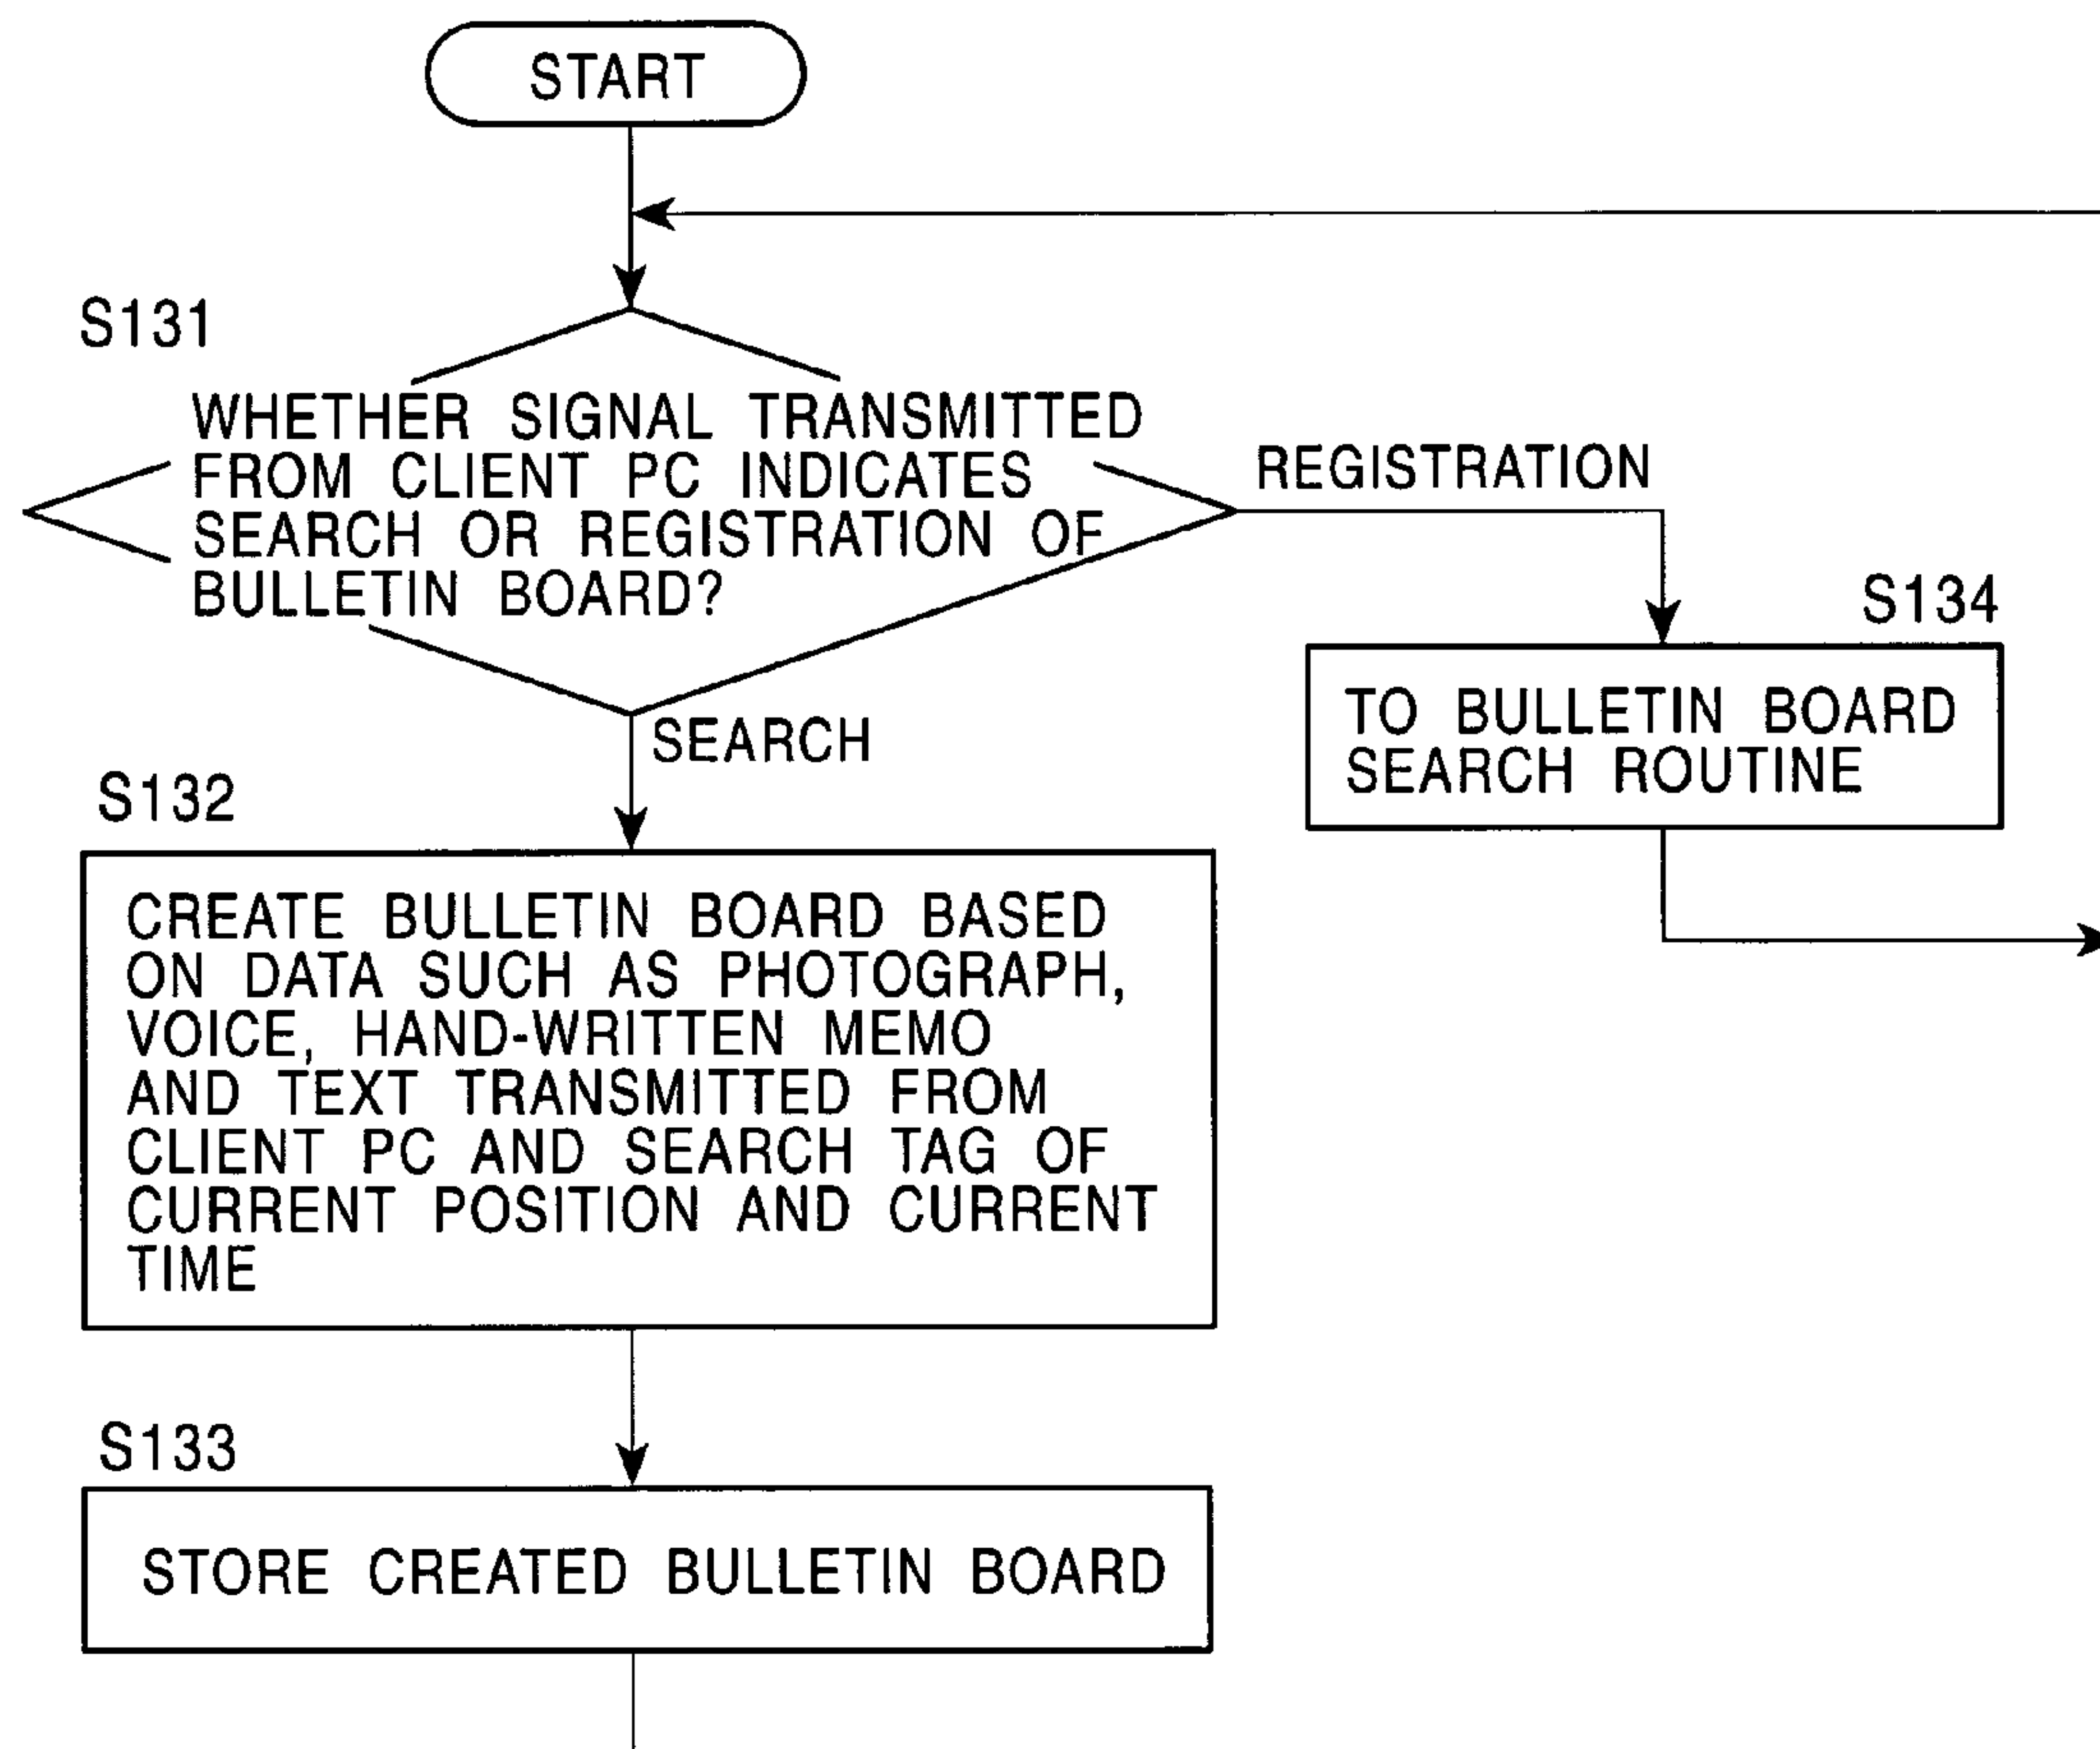 START
S131
WHETHER SIGNAL TRANSMITTED
FROM CLIENT PC INDICATES
SEARCH OR REGISTRATION OF
BULLETIN BOARD?
REGISTRATION
S134
TO BULLETIN BOARD
SEARCH ROUTINE
SEARCH
S132
CREATE BULLETIN BOARD BASED
ON DATA SUCH AS PHOTOGRAPH,
VOICE, HAND-WRITTEN MEMO
AND TEXT TRANSMITTED FROM
CLIENT PC AND SEARCH TAG OF
CURRENT POSITION AND CURRENT
TIME
S133
STORE CREATED BULLETIN BOARD